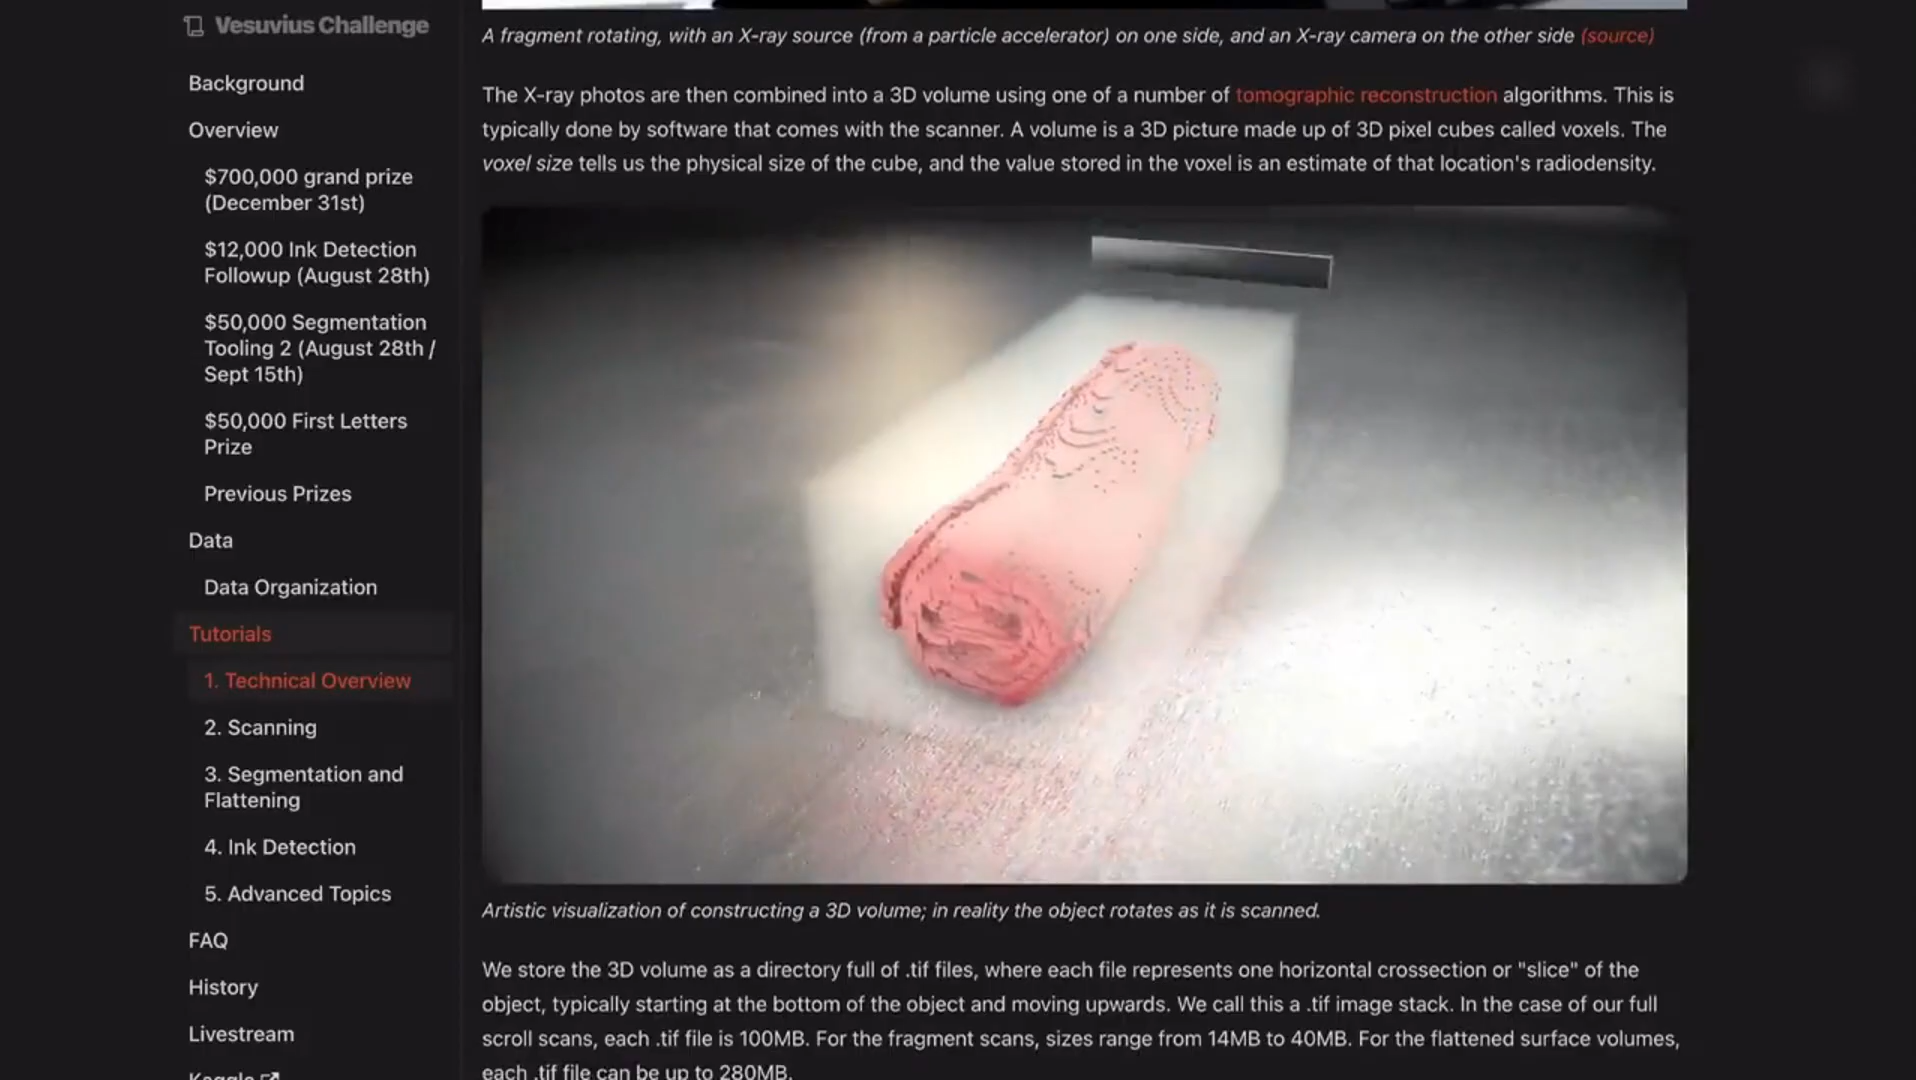 Vesuvius Challenge
Background
Overview
$700,000 grand prize
(December 31st)
$12,000 Ink Detection
Followup (August 28th)
$50,000 Segmentation
Tooling 2 (August 28th /
Sept 15th)
$50,000 First Letters
Prize
Previous Prizes
Data
Data Organization
Tutorials
1. Technical Overview
2. Scanning
3. Segmentation and
Flattening
4. Ink Detection
5. Advanced Topics
FAQ
History
Livestream
Kaggle
A fragment rotating, with an X-ray source (from a particle accelerator) on one side, and an X-ray camera on the other side (source)
The X-ray photos are then combined into a 3D volume using one of a number of tomographic reconstruction algorithms. This is
typically done by software that comes with the scanner. A volume is a 3D picture made up of 3D pixel cubes called voxels. The
voxel size tells us the physical size of the cube, and the value stored in the voxel is an estimate of that location's radiodensity.
Artistic visualization of constructing a 3D volume; in reality the object rotates as it is scanned.
We store the 3D volume as a directory full of .tif files, where each file represents one horizontal crossection or "slice" of the
object, typically starting at the bottom of the object and moving upwards. We call this a .tif image stack. In the case of our full
scroll scans, each .tif file is 100MB. For the fragment scans, sizes range from 14MB to 40MB. For the flattened surface volumes,
each .tif file can be up to 280MB.